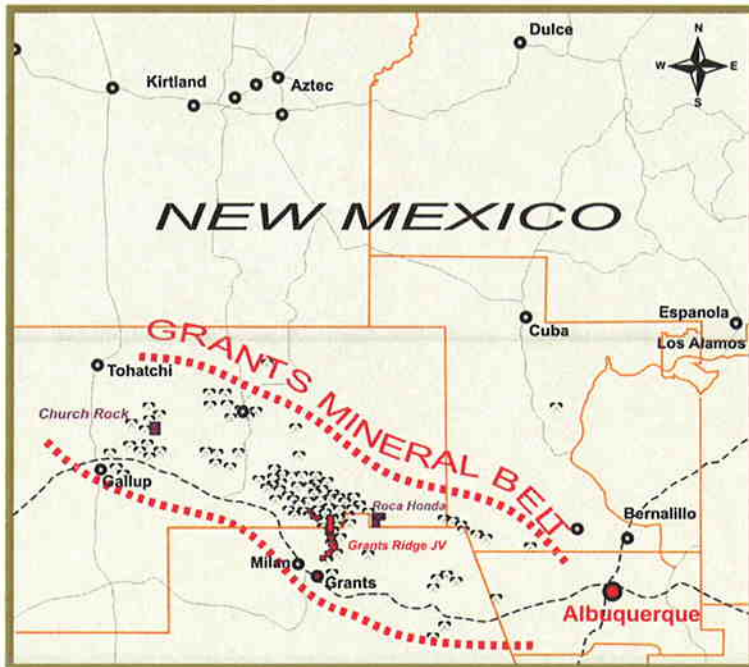 Dulce
N
W E
S
Kirtland
Aztec
NEW MEXICO
Cuba
Espanola
Los Alamos
GRANTS MINERAL BELT
Tohatchi
Church Rock
Gallup
Roca Honda
Bernalillo
Grants Ridge JV
Milan
Grants
Albuquerque